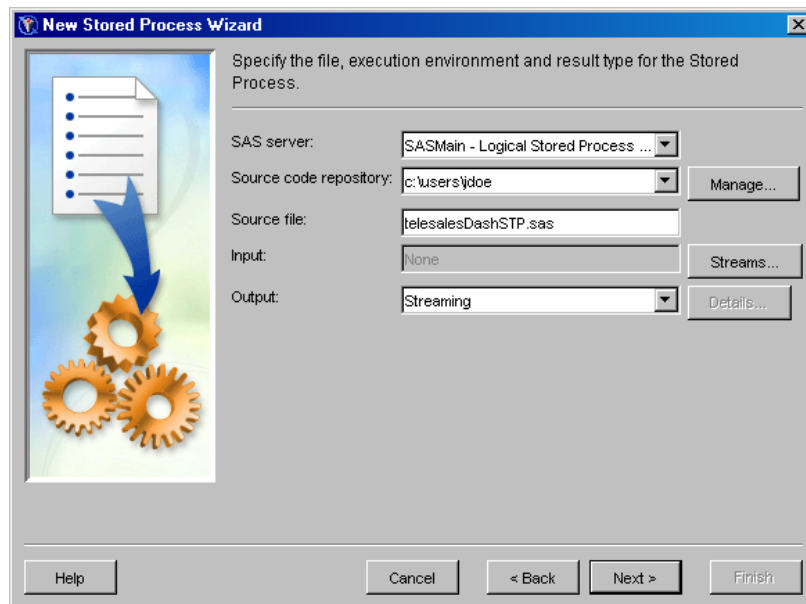 New Stored Process Wizard
Specify the file, execution environment and result type for the Stored
Process.
SAS server: SASMain - Logical Stored Process ...
Source code repository: c:\users\jdoe Manage...
Source file: telesalesDashSTP.sas
Input: None Streams...
Output: Streaming Details...
Help Cancel < Back Next > Finish